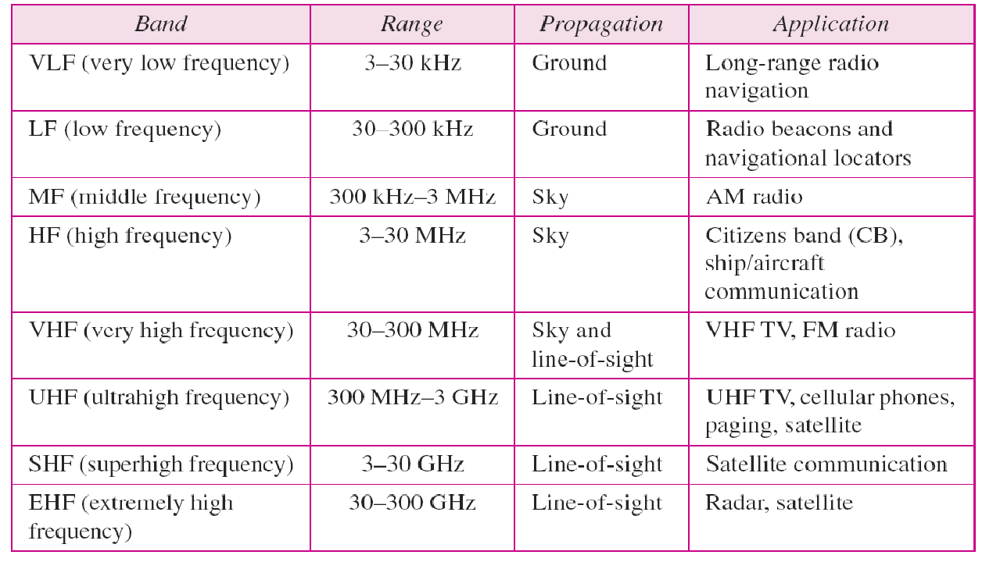 Band Range Propagation Application
VLF (very low frequency) 3–30 kHz Ground Long-range radio
navigation
LF (low frequency) 30–300 kHz Ground Radio beacons and
navigational locators
MF (middle frequency) 300 kHz–3 MHz Sky AM radio
HF (high frequency) 3–30 MHz Sky Citizens band (CB),
ship/aircraft
communication
VHF (very high frequency) 30–300 MHz Sky and VHF TV, FM radio
line-of-sight
UHF (ultrahigh frequency) 300 MHz–3 GHz Line-of-sight UHF TV, cellular phones,
paging, satellite
SHF (superhigh frequency) 3–30 GHz Line-of-sight Satellite communication
EHF (extremely high 30–300 GHz Line-of-sight Radar, satellite
frequency)